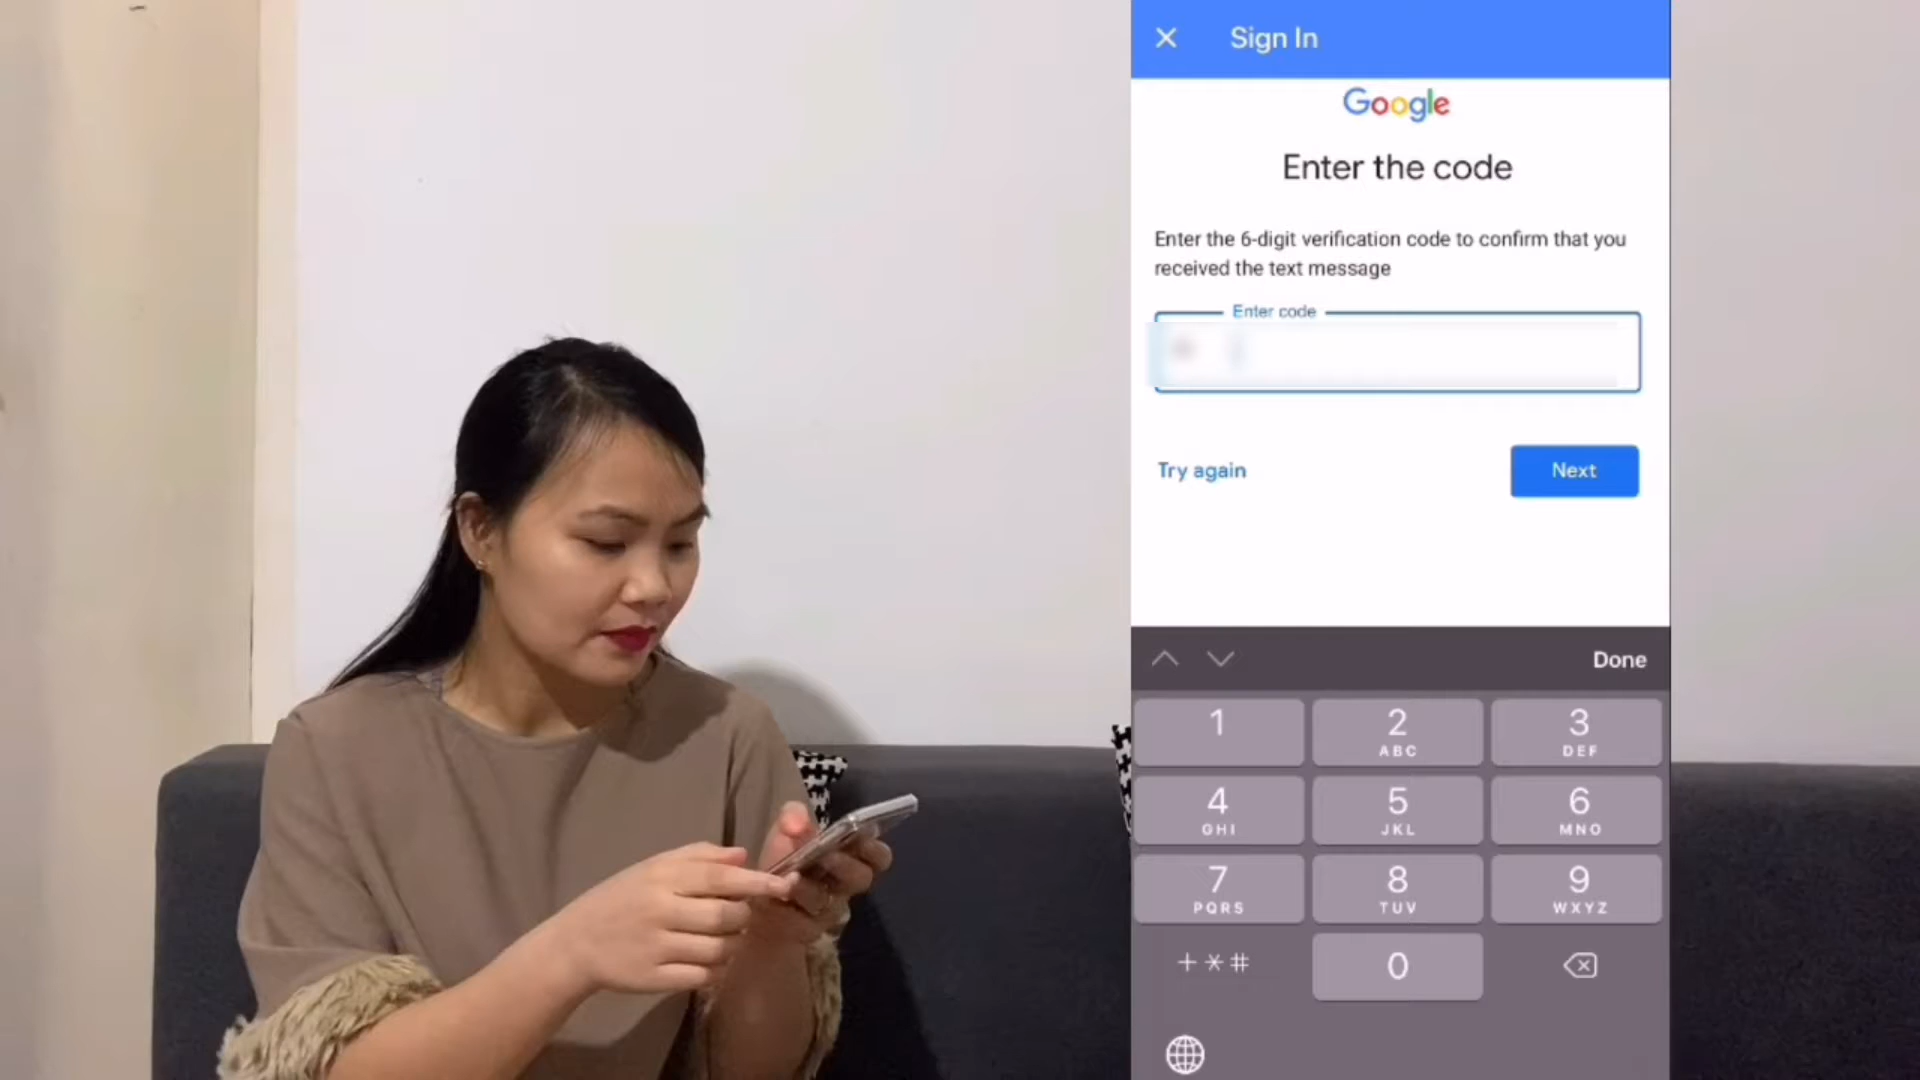 Sign In
Google
Enter the code
Enter the 6-digit verification code to confirm that you
received the text message
Enter code
Try again
Next
Done
1
2
ABC
3
DEF
4
GHI
5
JKL
6
MNO
7
PQRS
8
TUV
9
WXYZ
+*#
0